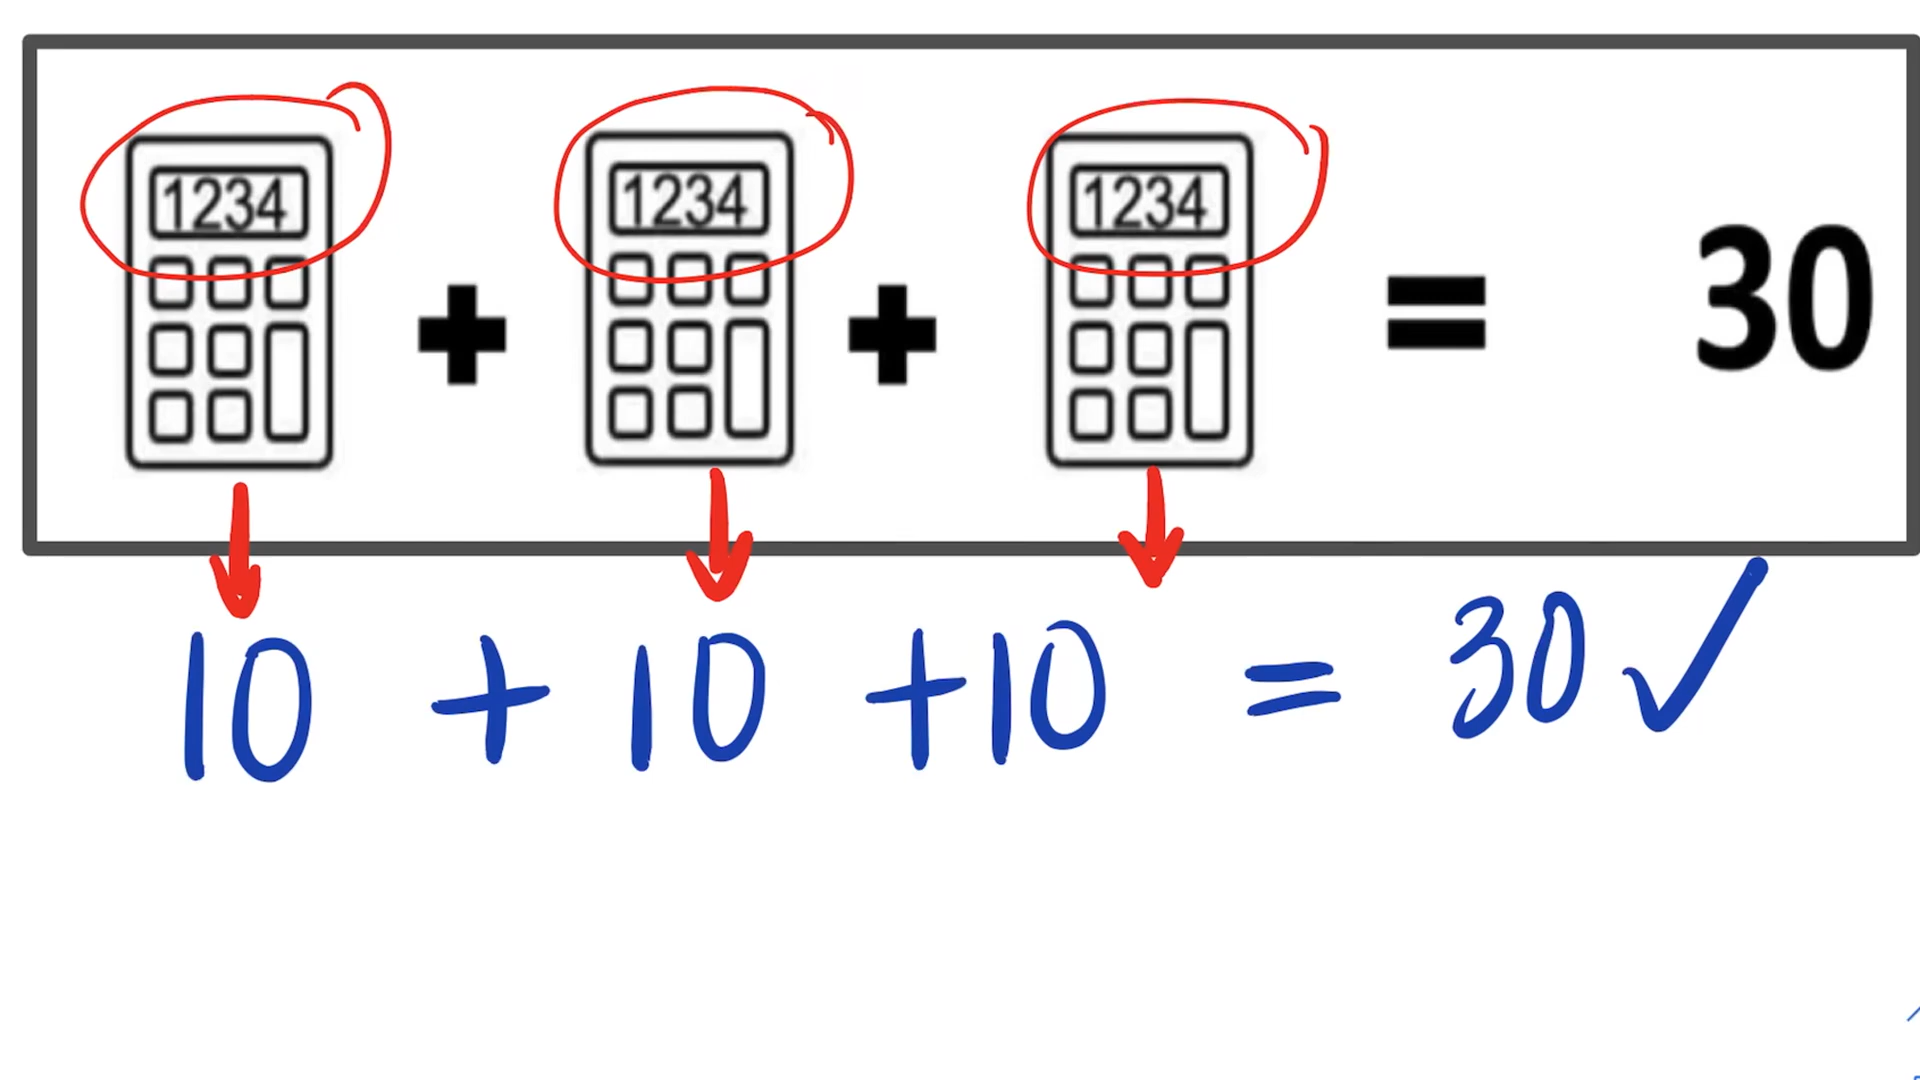 1234 + 1234 + 1234 = 30
10 + 10 + 10 = 30 ✓